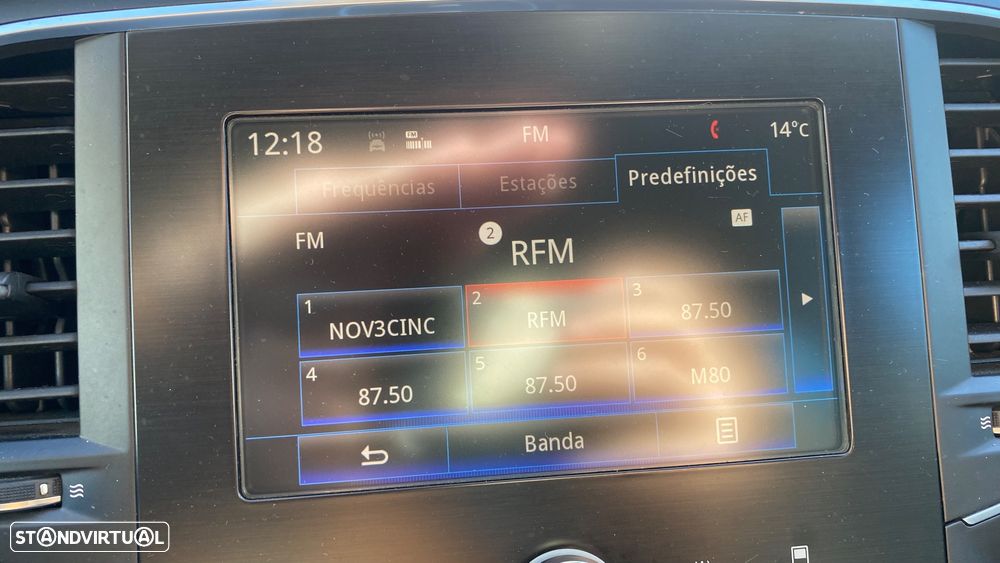 12:18 FM FM 14°C
Frequências Estações Predefinições
FM 2 RFM AF
1 NOV3CINC
2 RFM
3 87.50
4 87.50
5 87.50
6 M80
Banda
STANDVIRTUAL